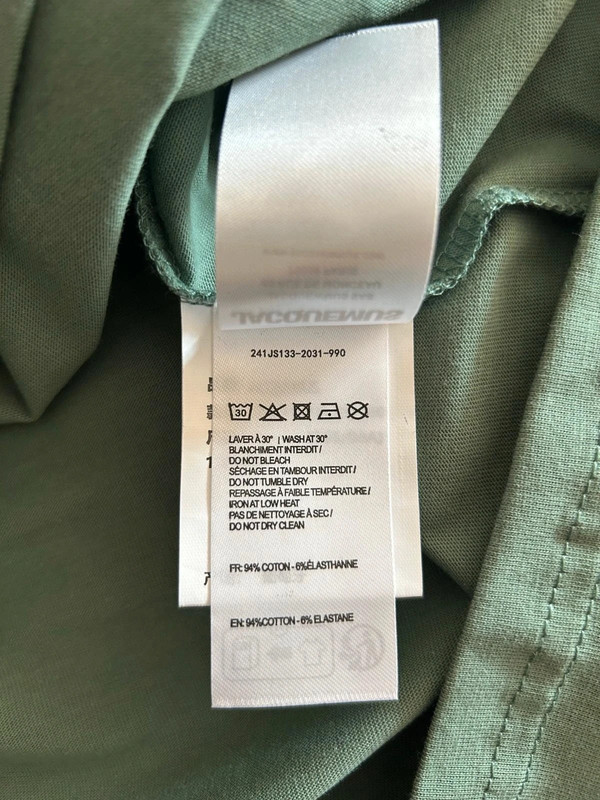 JACQUEMUS
241JS133-2031-990
30
LAVER À 30° | WASH AT 30°
BLANCHIMENT INTERDIT /
DO NOT BLEACH
SÉCHAGE EN TAMBOUR INTERDIT /
DO NOT TUMBLE DRY
REPASSAGE À FAIBLE TEMPÉRATURE /
IRON AT LOW HEAT
PAS DE NETTOYAGE À SEC /
DO NOT DRY CLEAN
FR: 94% COTON - 6%ÉLASTHANNE
EN: 94%COTTON - 6% ELASTANE